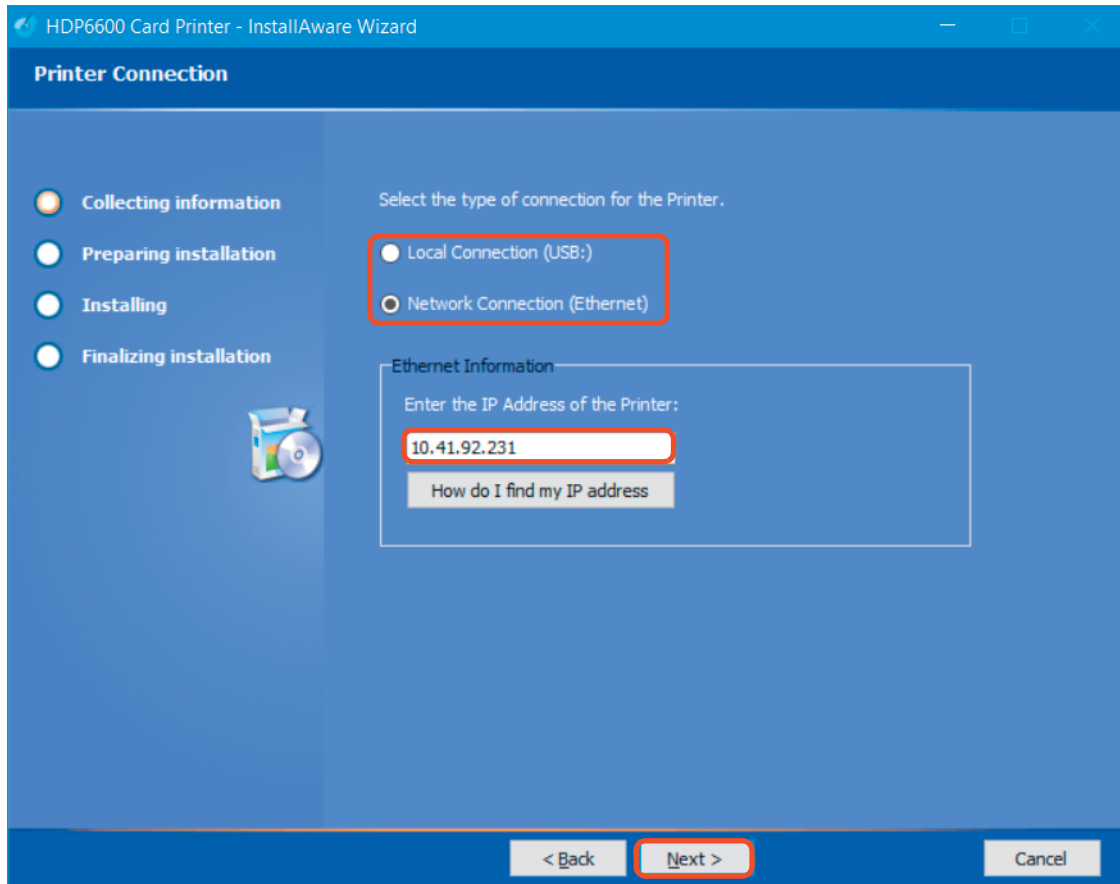 HDP6600 Card Printer - InstallAware Wizard
Printer Connection
Collecting information
Preparing installation
Installing
Finalizing installation
Select the type of connection for the Printer.
Local Connection (USB:)
Network Connection (Ethernet)
Ethernet Information
Enter the IP Address of the Printer:
10.41.92.231
How do I find my IP address
< Back
Next >
Cancel